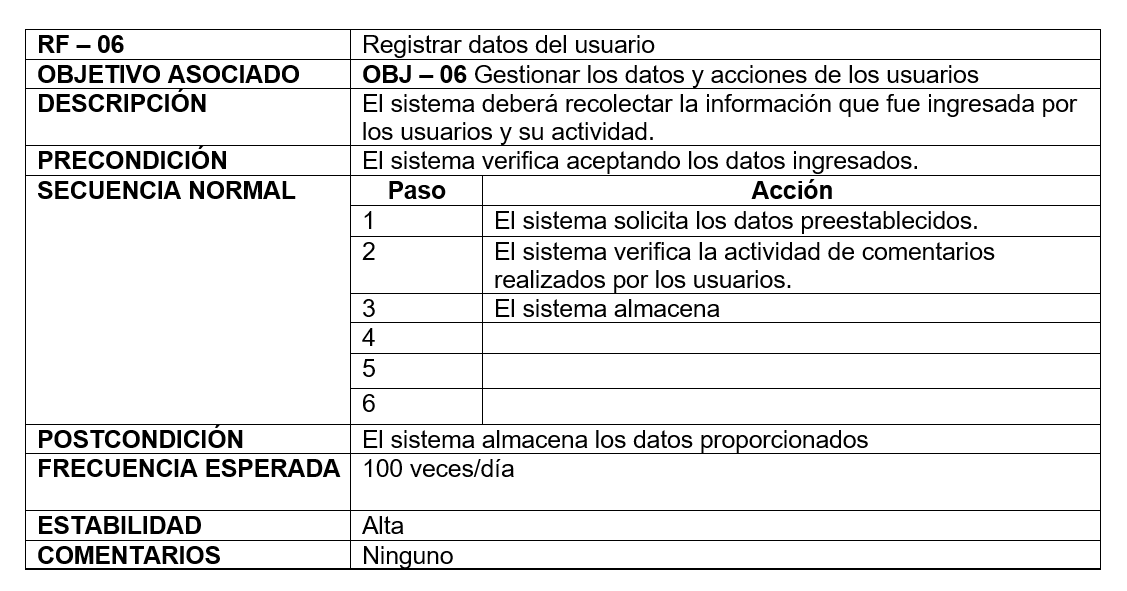 RF – 06 Registrar datos del usuario
OBJETIVO ASOCIADO OBJ – 06 Gestionar los datos y acciones de los usuarios
DESCRIPCIÓN El sistema deberá recolectar la información que fue ingresada por
los usuarios y su actividad.
PRECONDICIÓN El sistema verifica aceptando los datos ingresados.
SECUENCIA NORMAL Paso Acción
1 El sistema solicita los datos preestablecidos.
2 El sistema verifica la actividad de comentarios
realizados por los usuarios.
3 El sistema almacena
4
5
6
POSTCONDICIÓN El sistema almacena los datos proporcionados
FRECUENCIA ESPERADA 100 veces/día
ESTABILIDAD Alta
COMENTARIOS Ninguno